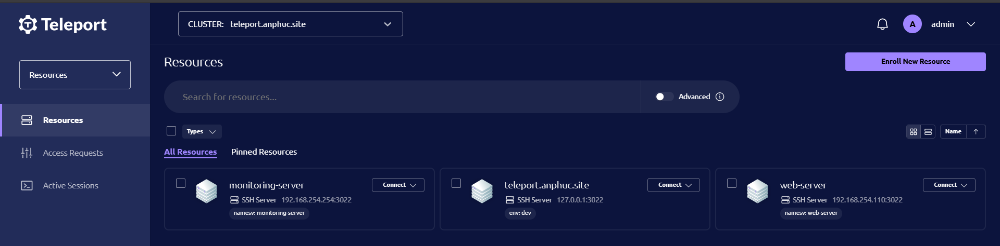 Teleport
CLUSTER: teleport.anphuc.site
A admin
Resources
Resources
Access Requests
Active Sessions
Resources
Enroll New Resource
Search for resources...
Advanced
Types
Name
All Resources
Pinned Resources
monitoring-server
Connect
SSH Server 192.168.254.254:3022
namesv: monitoring-server
teleport.anphuc.site
Connect
SSH Server 127.0.0.1:3022
env: dev
web-server
Connect
SSH Server 192.168.254.110:3022
namesv: web-server